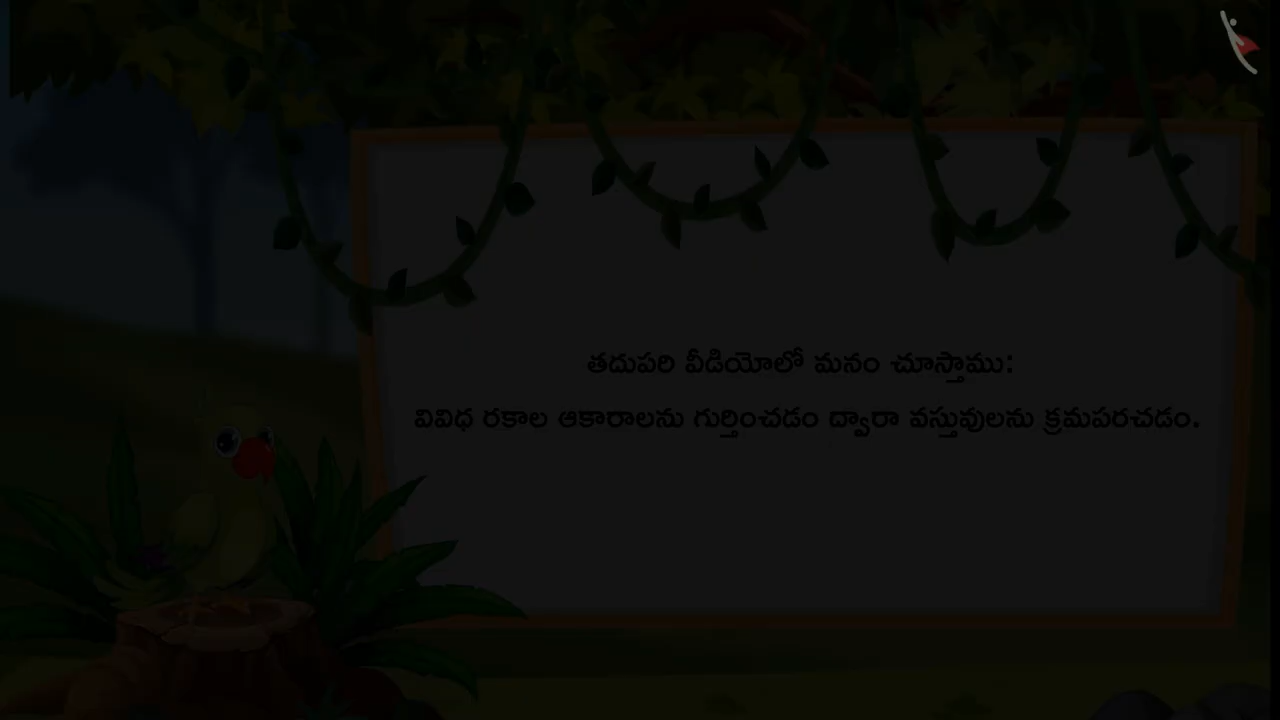 తదుపరి వీడియోలో మనం చూస్తాము:
వివిధ రకాల ఆకారాలను గుర్తించడం ద్వారా వస్తువులను క్రమపరచడం.